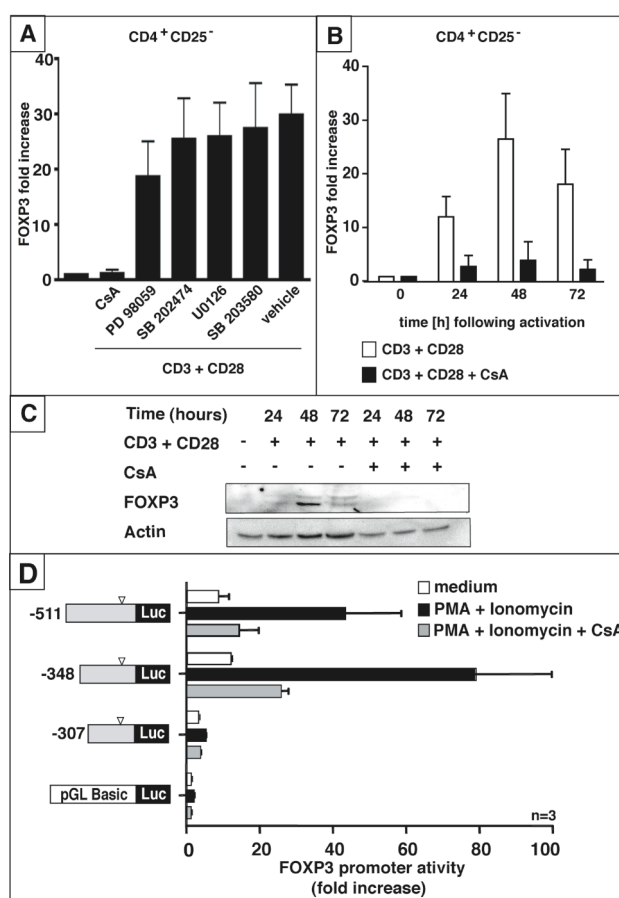 A
CD4+CD25-
FOXP3 fold increase
40
30
20
10
0
CsA
PD 98059
SB 202474
U0126
SB 203580
vehicle
CD3 + CD28
B
CD4+CD25-
FOXP3 fold increase
40
30
20
10
0
0 24 48 72
time [h] following activation
CD3 + CD28
CD3 + CD28 + CsA
C
Time (hours) 24 48 72 24 48 72
CD3 + CD28 - + + + + + +
CsA - - - - + + +
FOXP3
Actin
D
medium
PMA + Ionomycin
PMA + Ionomycin + CsA
-511 Luc
-348 Luc
-307 Luc
pGL Basic Luc
n=3
0 20 40 60 80 100
FOXP3 promoter ativity
(fold increase)